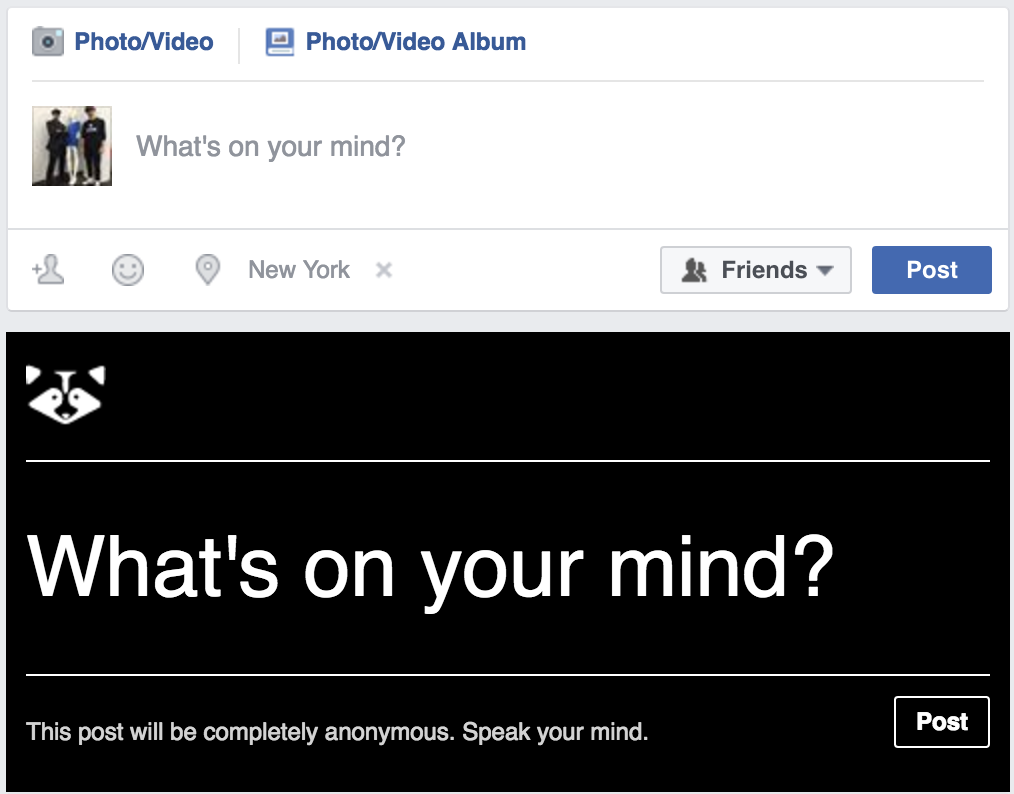 Photo/Video Photo/Video Album
What's on your mind?
New York Friends Post
What's on your mind?
This post will be completely anonymous. Speak your mind. Post